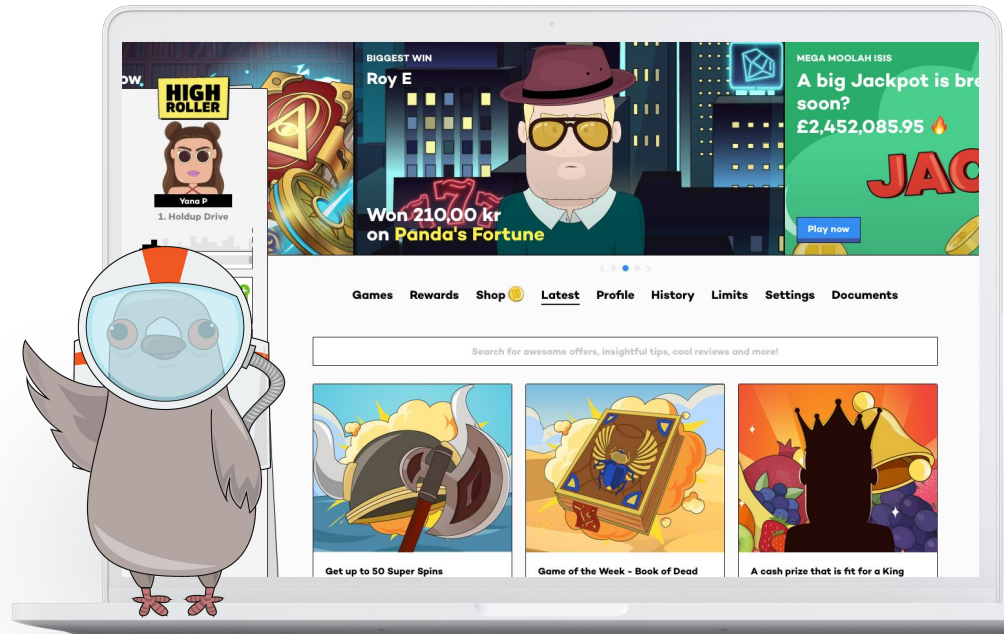 ow.
HIGH
ROLLER
Yana P
1. Holdup Drive
BIGGEST WIN
Roy E
Won 210,00 kr
on Panda's Fortune
MEGA MOOLAH ISIS
A big Jackpot is bre
soon?
£2,452,085.95 🔥
JAC
Play now
Games Rewards Shop Latest Profile History Limits Settings Documents
Search for awesome offers, insightful tips, cool reviews and more!
Get up to 50 Super Spins
Game of the Week - Book of Dead
A cash prize that is fit for a King